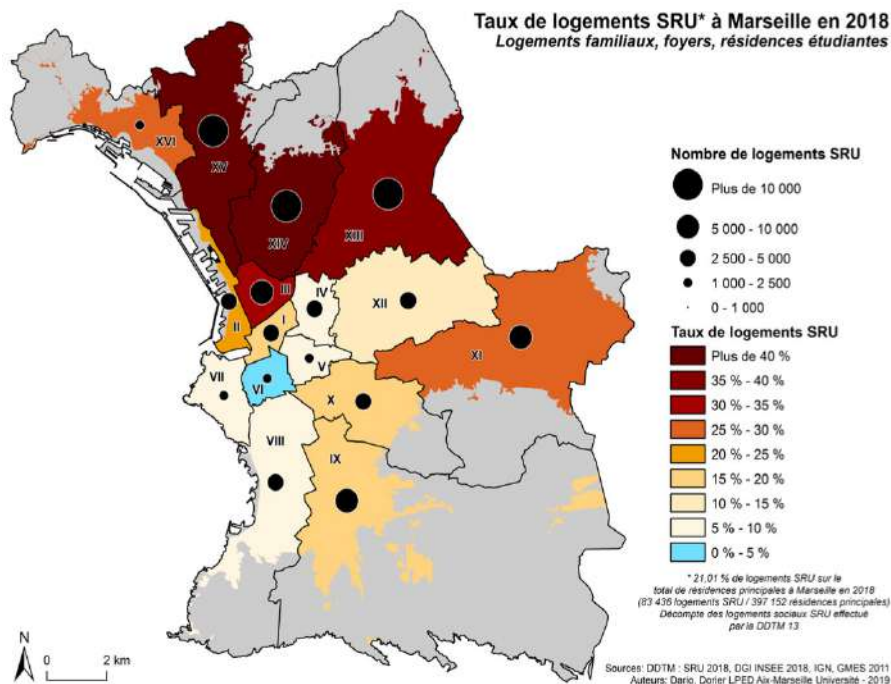 Taux de logements SRU* à Marseille en 2018
Logements familiaux, foyers, résidences étudiantes
XVI
XV
XIV
XIII
III
IV
XII
II
I
V
XI
VII
VI
X
VIII
IX
Nombre de logements SRU
Plus de 10 000
5 000 - 10 000
2 500 - 5 000
1 000 - 2 500
0 - 1 000
Taux de logements SRU
Plus de 40 %
35 % - 40 %
30 % - 35 %
25 % - 30 %
20 % - 25 %
15 % - 20 %
10 % - 15 %
5 % - 10 %
0 % - 5 %
* 21,01 % de logements SRU sur le
total de résidences principales à Marseille en 2018
(83 436 logements SRU / 397 152 résidences principales)
Décompte des logements sociaux SRU effectué
par la DDTM 13
N
0 2 km
Sources: DDTM : SRU 2018, DGI INSEE 2018, IGN, GMES 2011
Auteurs: Dario, Dorier LPED Aix-Marseille Université - 2019